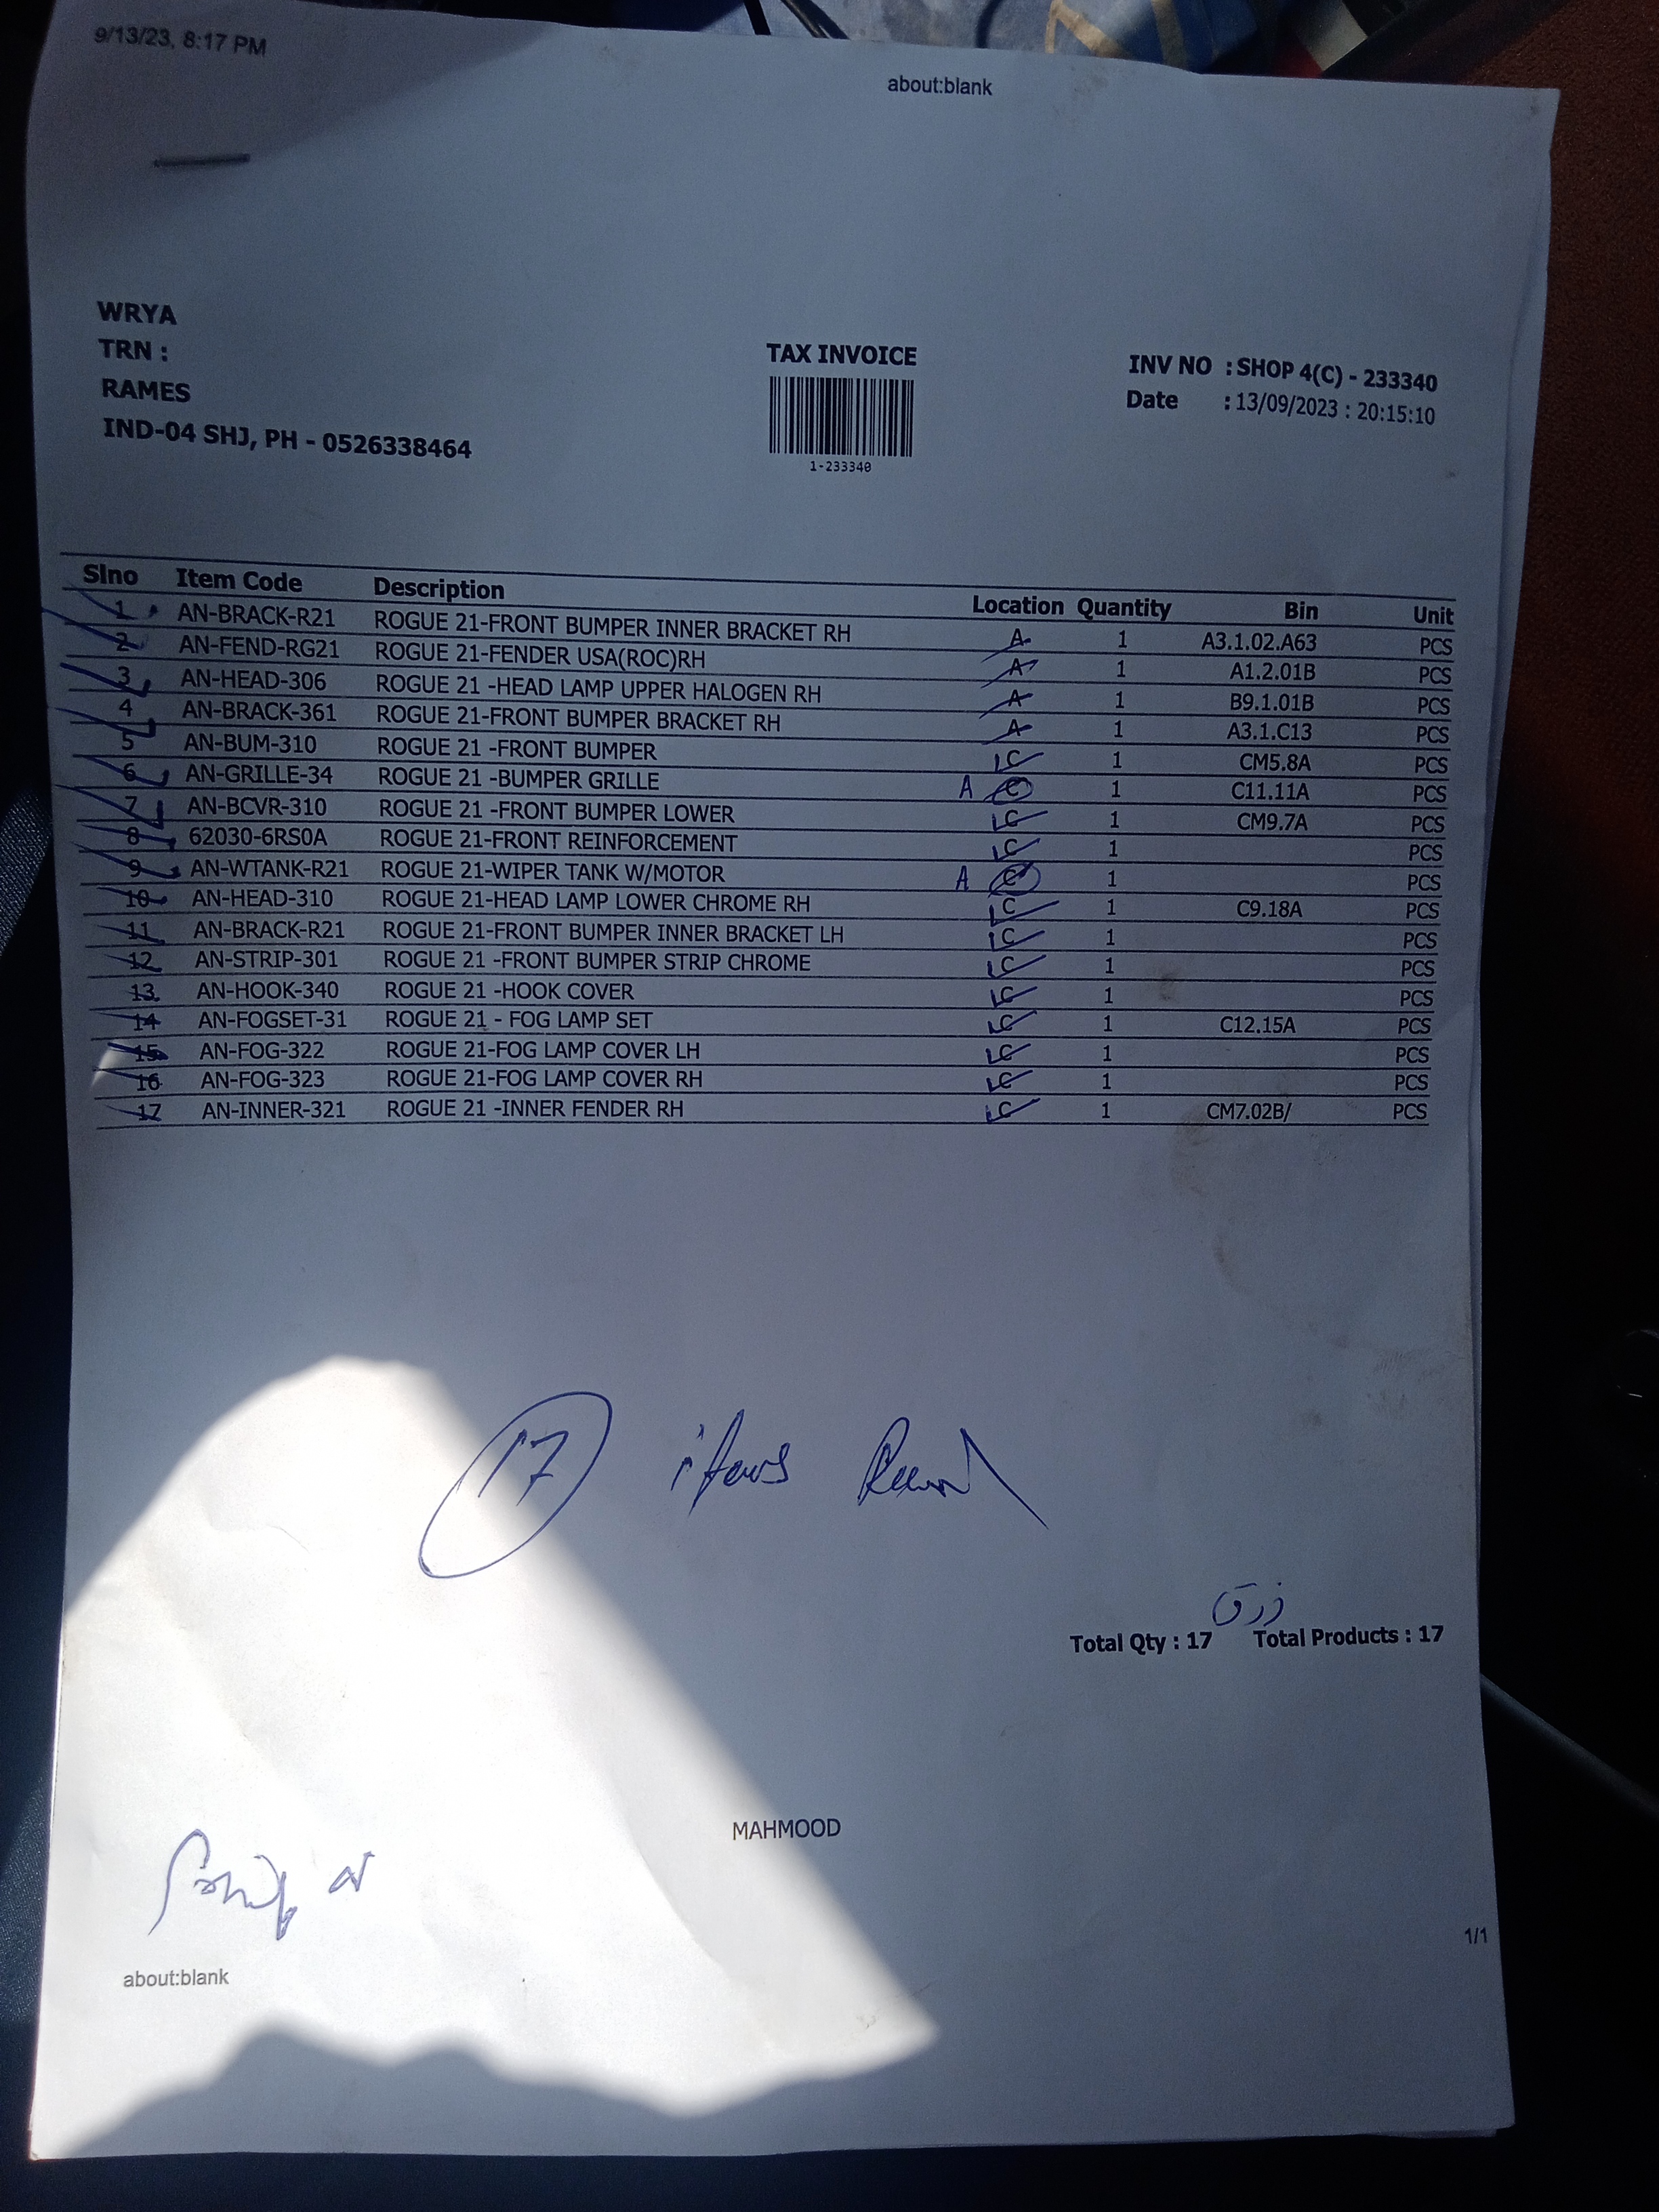 9/13/23, 8:17 PM
about:blank
WRYA
TRN :
RAMES
IND-04 SHJ, PH - 0526338464
TAX INVOICE
1-233340
INV NO : SHOP 4(C) - 233340
Date : 13/09/2023 : 20:15:10
Slno Item Code Description Location Quantity Bin Unit
1 AN-BRACK-R21 ROGUE 21-FRONT BUMPER INNER BRACKET RH A 1 A3.1.02.A63 PCS
2 AN-FEND-RG21 ROGUE 21-FENDER USA(ROC)RH A 1 A1.2.01B PCS
3 AN-HEAD-306 ROGUE 21 -HEAD LAMP UPPER HALOGEN RH A 1 B9.1.01B PCS
4 AN-BRACK-361 ROGUE 21-FRONT BUMPER BRACKET RH A 1 A3.1.C13 PCS
5 AN-BUM-310 ROGUE 21 -FRONT BUMPER C 1 CM5.8A PCS
6 AN-GRILLE-34 ROGUE 21 -BUMPER GRILLE A C 1 C11.11A PCS
7 AN-BCVR-310 ROGUE 21 -FRONT BUMPER LOWER C 1 CM9.7A PCS
8 62030-6RS0A ROGUE 21-FRONT REINFORCEMENT C 1 PCS
9 AN-WTANK-R21 ROGUE 21-WIPER TANK W/MOTOR A C 1 PCS
10 AN-HEAD-310 ROGUE 21-HEAD LAMP LOWER CHROME RH C 1 C9.18A PCS
11 AN-BRACK-R21 ROGUE 21-FRONT BUMPER INNER BRACKET LH C 1 PCS
12 AN-STRIP-301 ROGUE 21 -FRONT BUMPER STRIP CHROME C 1 PCS
13 AN-HOOK-340 ROGUE 21 -HOOK COVER C 1 PCS
14 AN-FOGSET-31 ROGUE 21 - FOG LAMP SET C 1 C12.15A PCS
15 AN-FOG-322 ROGUE 21-FOG LAMP COVER LH C 1 PCS
16 AN-FOG-323 ROGUE 21-FOG LAMP COVER RH C 1 PCS
17 AN-INNER-321 ROGUE 21 -INNER FENDER RH C 1 CM7.02B/ PCS
17 items
Total Qty : 17 Total Products : 17
MAHMOOD
1/1
about:blank